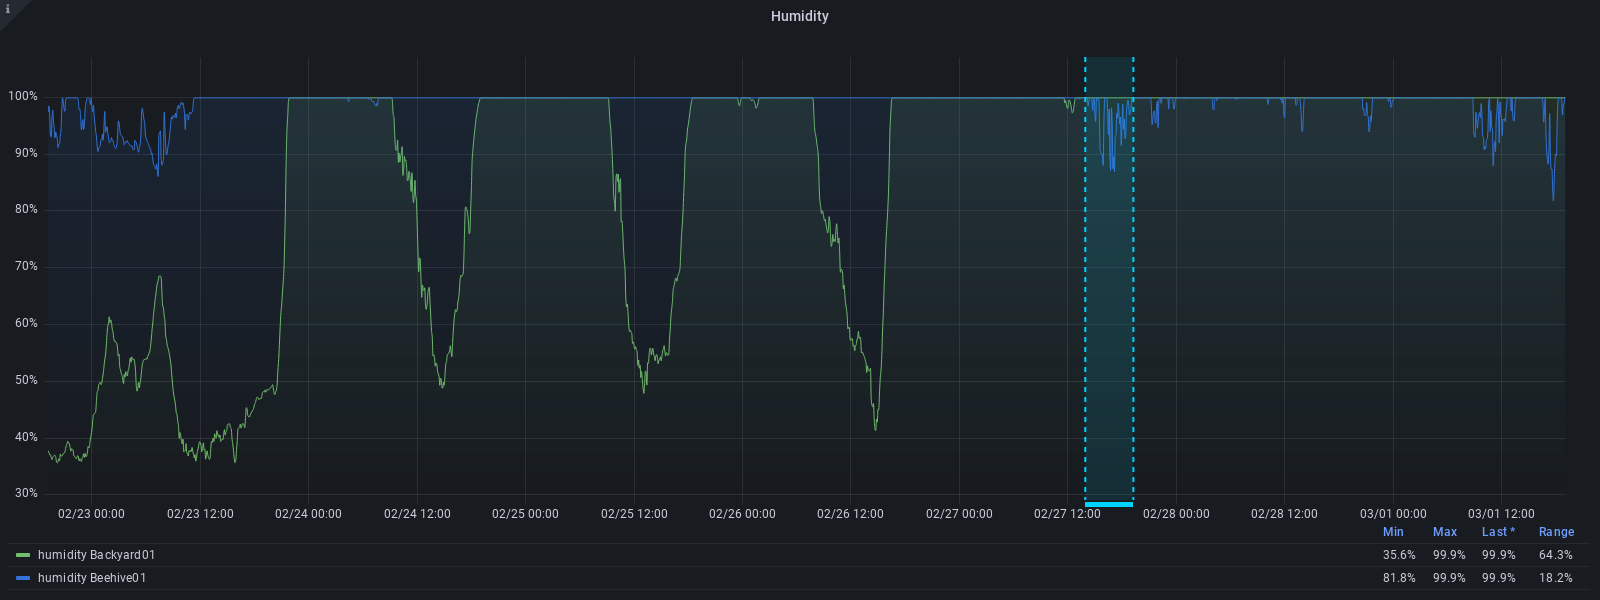 i
Humidity
100%
90%
80%
70%
60%
50%
40%
30%
02/23 00:00 02/23 12:00 02/24 00:00 02/24 12:00 02/25 00:00 02/25 12:00 02/26 00:00 02/26 12:00 02/27 00:00 02/27 12:00 02/28 00:00 02/28 12:00 03/01 00:00 03/01 12:00
Min Max Last * Range
humidity Backyard01 35.6% 99.9% 99.9% 64.3%
humidity Beehive01 81.8% 99.9% 99.9% 18.2%